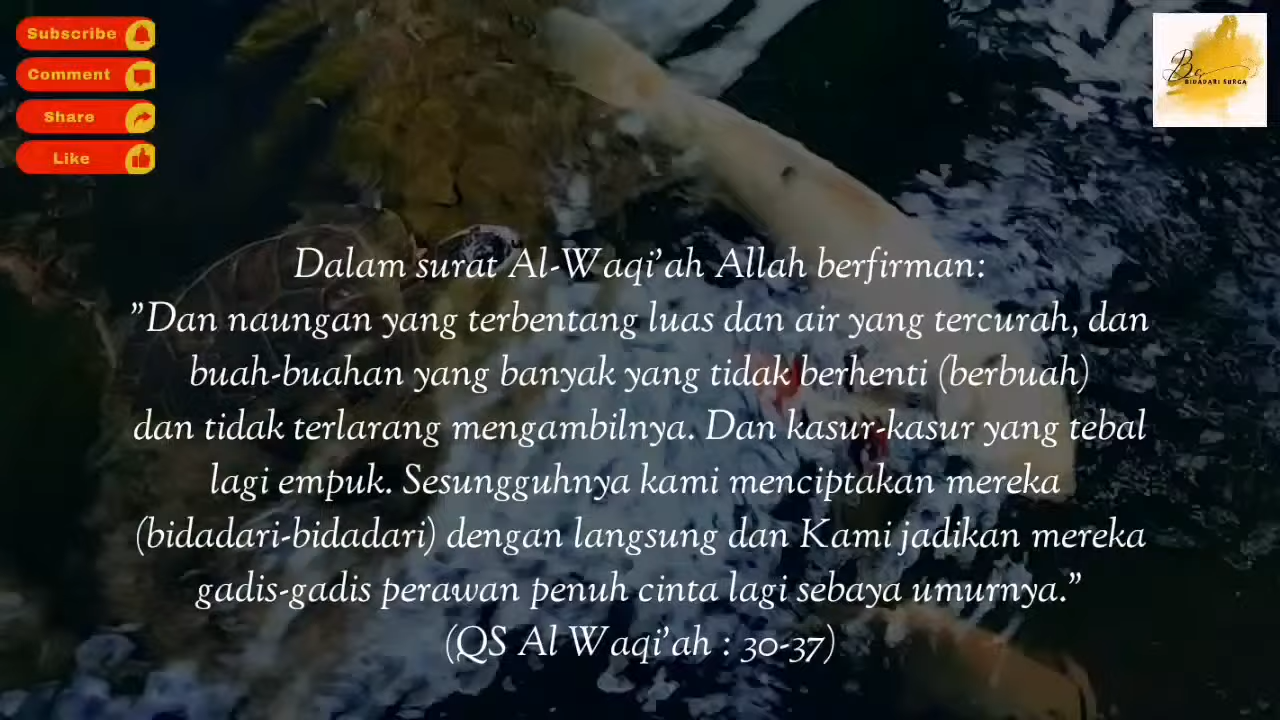 Subscribe
Comment
Share
Like
BIDADARI SURGA
Dalam surat Al-Waqi’ah Allah berfirman:
”Dan naungan yang terbentang luas dan air yang tercurah, dan
buah-buahan yang banyak yang tidak berhenti (berbuah)
dan tidak terlarang mengambilnya. Dan kasur-kasur yang tebal
lagi empuk. Sesungguhnya kami menciptakan mereka
(bidadari-bidadari) dengan langsung dan Kami jadikan mereka
gadis-gadis perawan penuh cinta lagi sebaya umurnya.”
(QS Al Waqi’ah : 30-37)